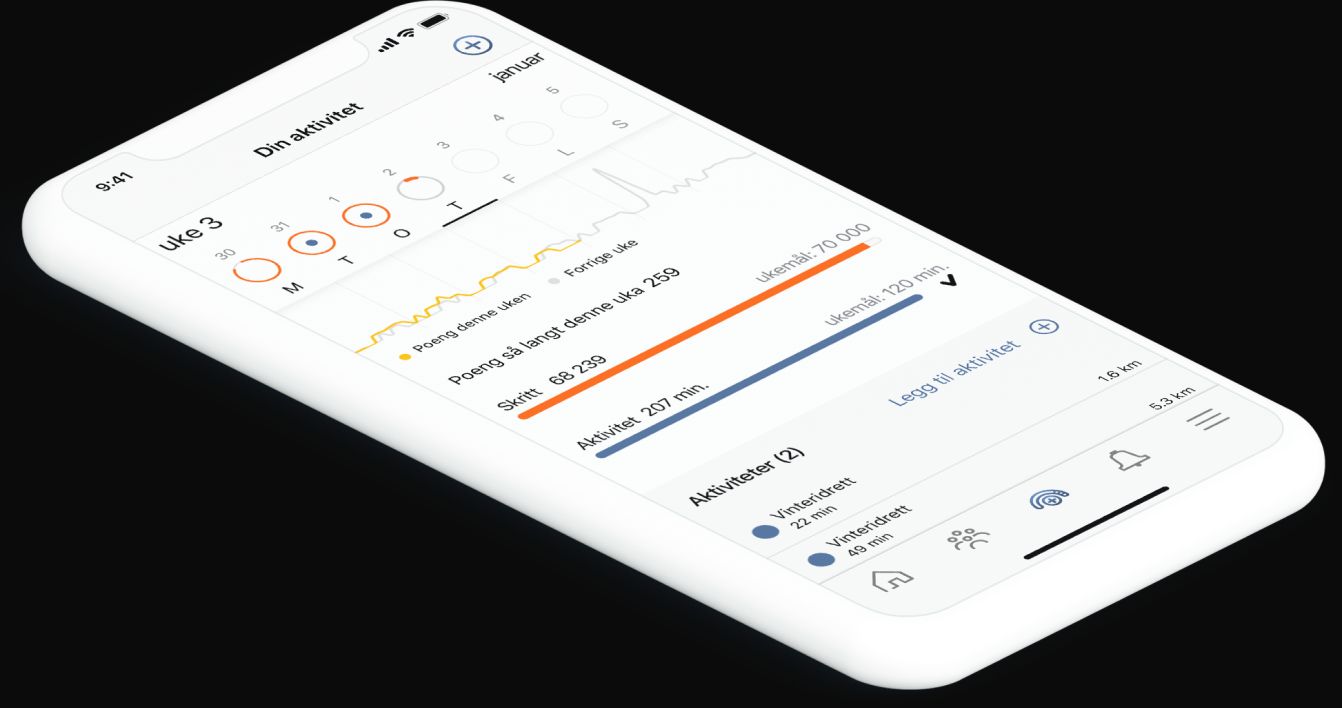 9:41
Din aktivitet
uke 3
januar
30 31 1 2 3 4 5
M T O T F L S
Poeng denne uken Forrige uke
Poeng så langt denne uka 259
Skritt 68 239 ukemål: 70 000
Aktivitet 207 min. ukemål: 120 min.
Aktiviteter (2) Legg til aktivitet
Vinteridrett 1.6 km
22 min
Vinteridrett 5.3 km
49 min